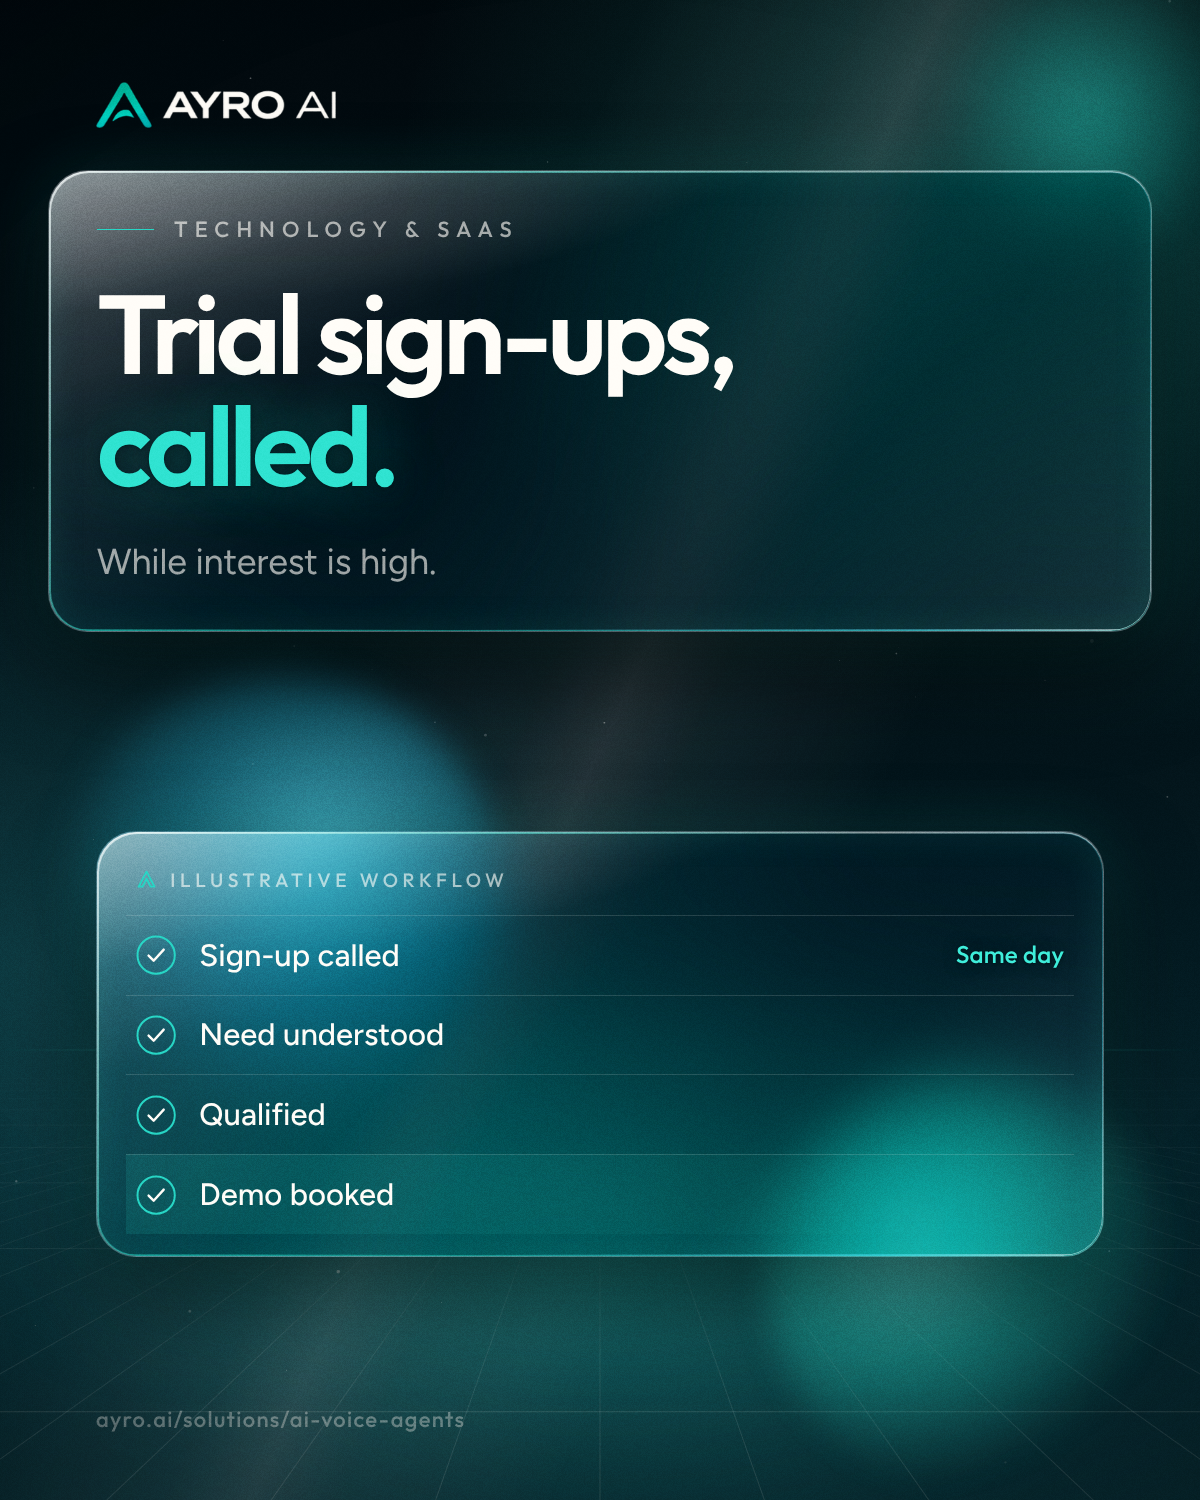 AYRO AI
TECHNOLOGY & SAAS
Trial sign-ups,
called.
While interest is high.
ILLUSTRATIVE WORKFLOW
Sign-up called
Same day
Need understood
Qualified
Demo booked
ayro.ai/solutions/ai-voice-agents